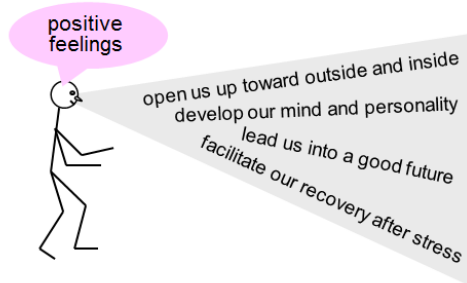 positive
feelings
open us up toward outside and inside
develop our mind and personality
lead us into a good future
facilitate our recovery after stress